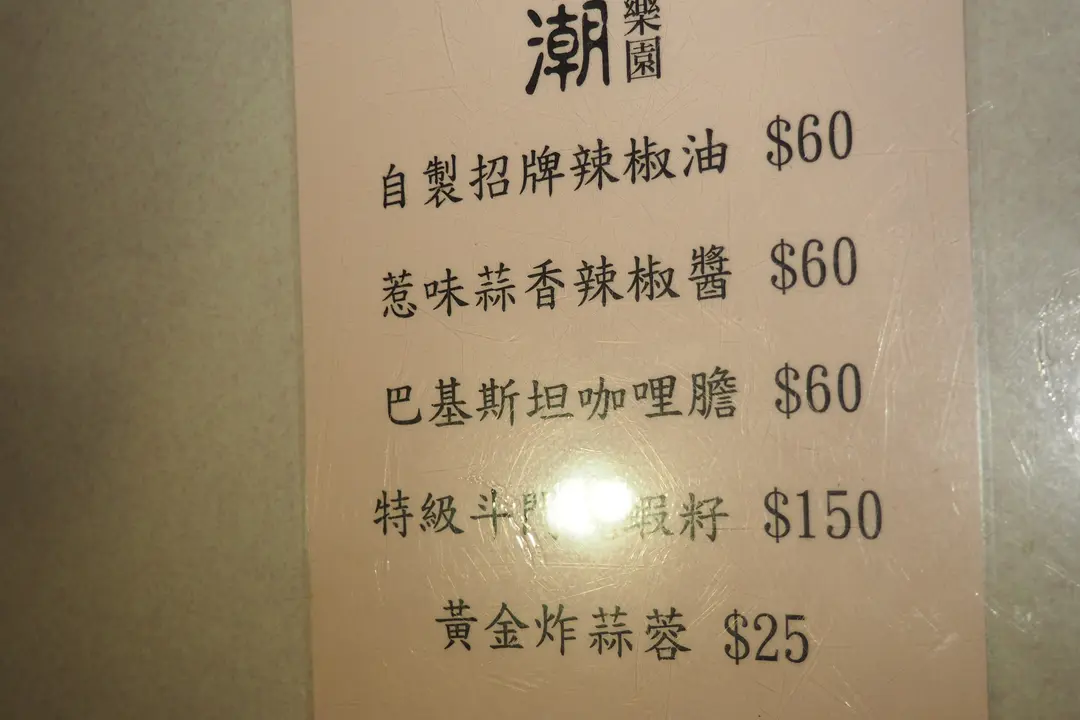 潮 樂園
自製招牌辣椒油 $60
惹味蒜香辣椒醬 $60
巴基斯坦咖哩膽 $60
特級斗門 蝦籽 $150
黃金炸蒜蓉 $25